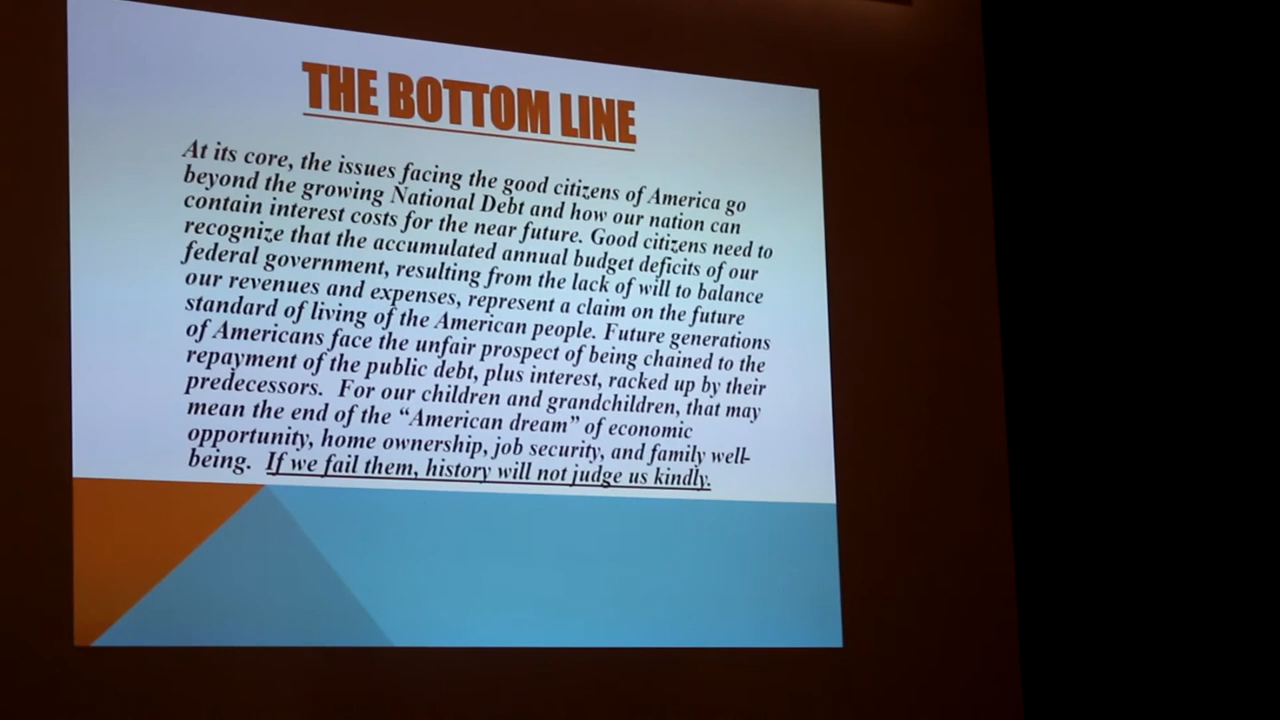 THE BOTTOM LINE
At its core, the issues facing the good citizens of America go
beyond the growing National Debt and how our nation can
contain interest costs for the near future. Good citizens need to
recognize that the accumulated annual budget deficits of our
federal government, resulting from the lack of will to balance
our revenues and expenses, represent a claim on the future
standard of living of the American people. Future generations
of Americans face the unfair prospect of being chained to the
repayment of the public debt, plus interest, racked up by their
predecessors.  For our children and grandchildren, that may
mean the end of the “American dream” of economic
opportunity, home ownership, job security, and family well-
being.  If we fail them, history will not judge us kindly.